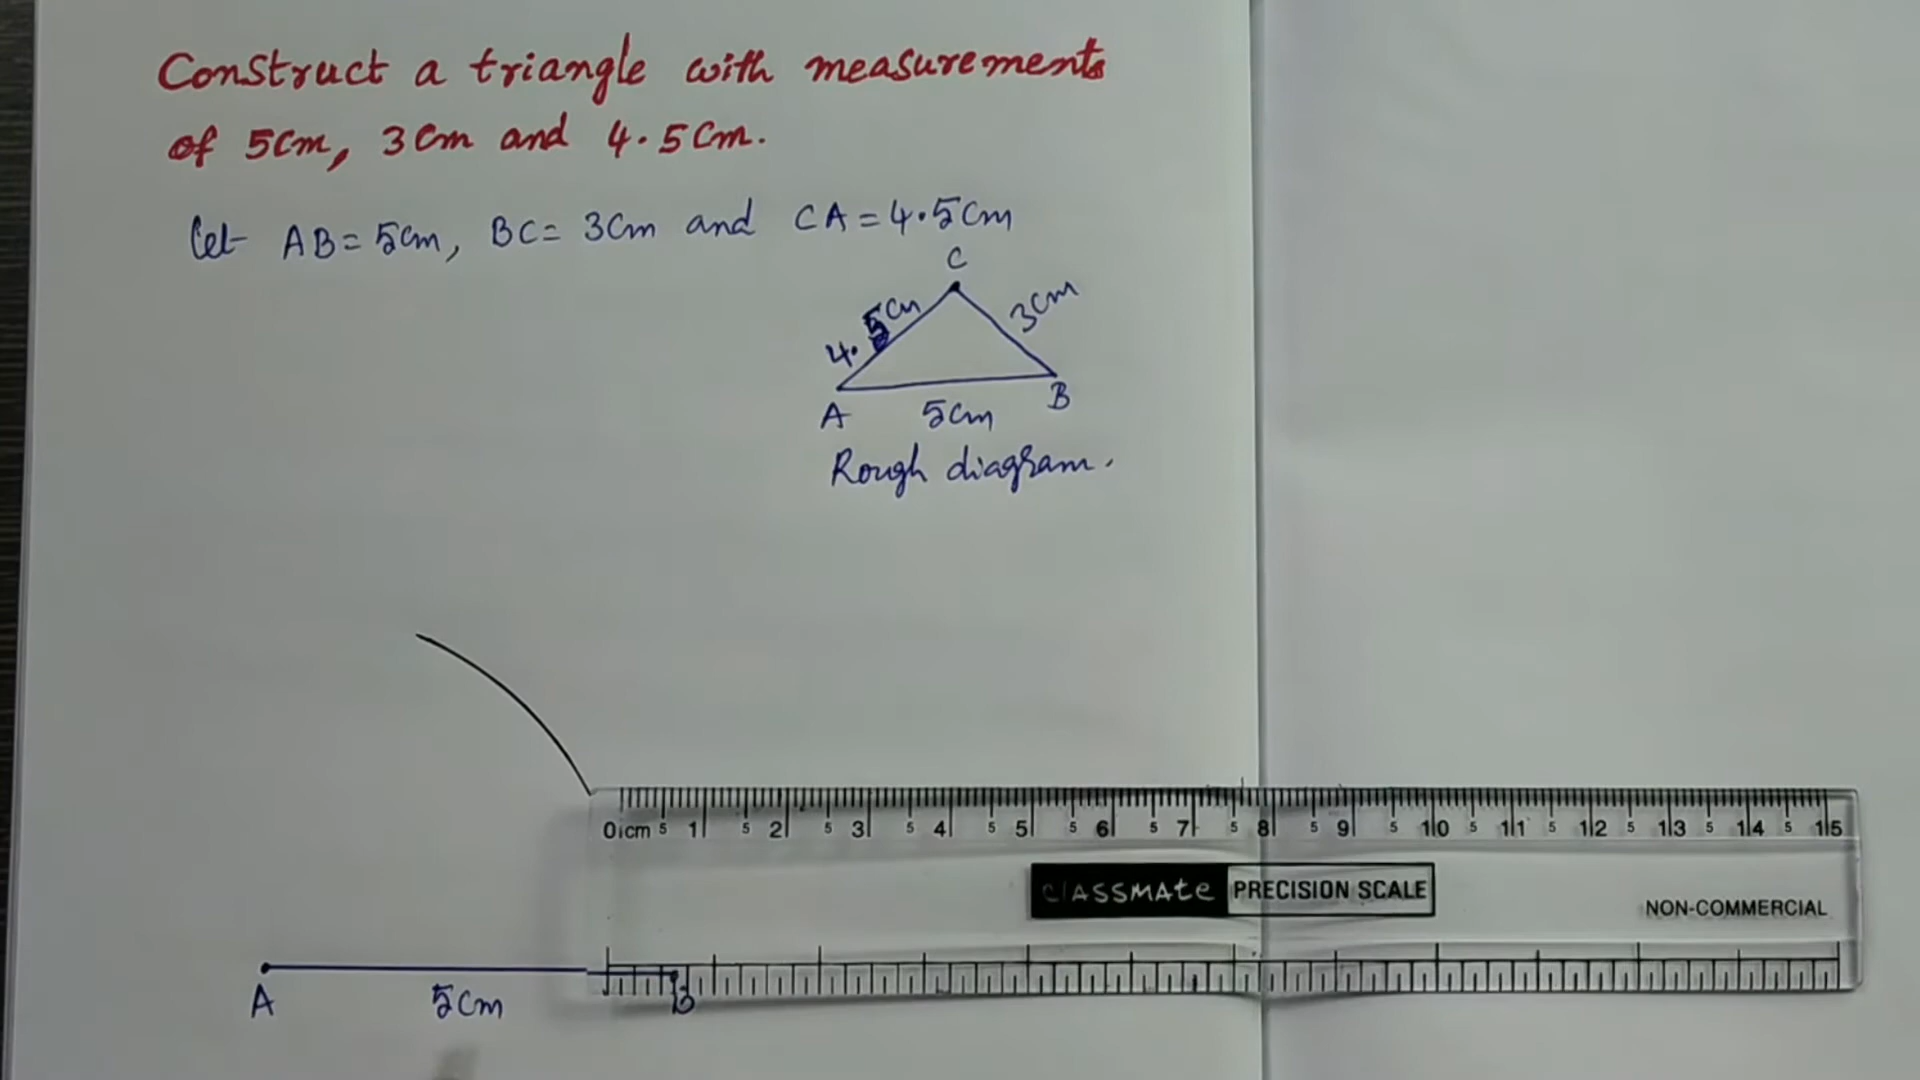 Construct a triangle with measurements
of 5cm, 3cm and 4.5cm.
Let AB = 5cm, BC = 3cm and CA = 4.5cm
C
4.5cm 3cm
A 5cm B
Rough diagram.
0 cm 5 1 5 2 5 3 5 4 5 5 5 6 5 7 5 8 5 9 5 10 5 11 5 12 5 13 5 14 5 15
CLASSMATE PRECISION SCALE
NON-COMMERCIAL
A 5cm B